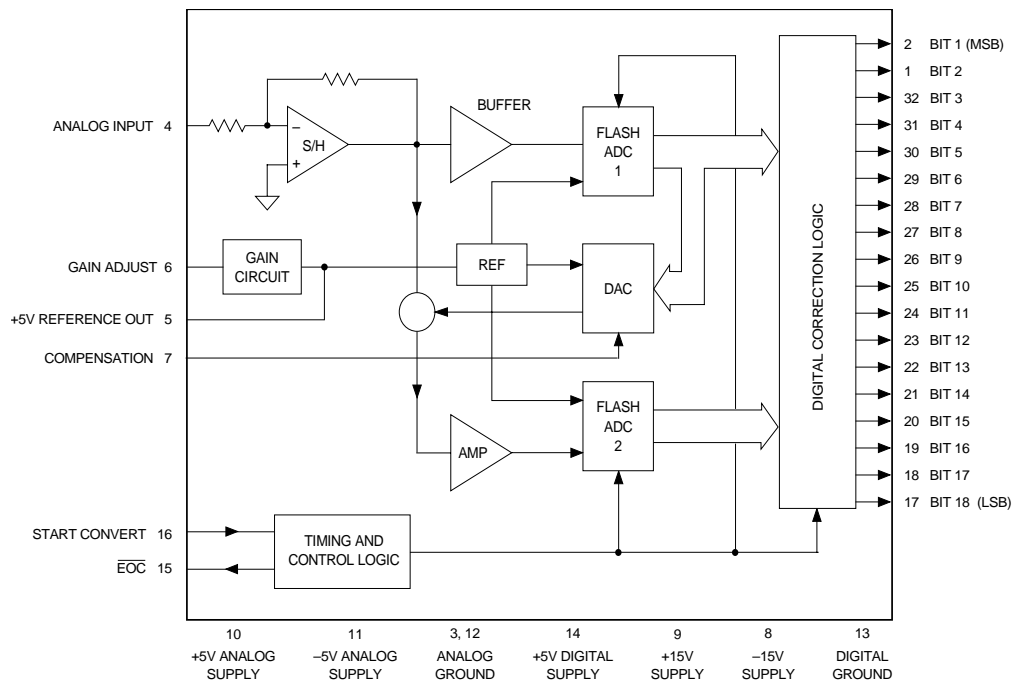 ANALOG INPUT 4
GAIN ADJUST 6
+5V REFERENCE OUT 5
COMPENSATION 7
START CONVERT 16
EOC 15
−
S/H
+
BUFFER
FLASH
ADC
1
GAIN
CIRCUIT
REF
DAC
AMP
FLASH
ADC
2
TIMING AND
CONTROL LOGIC
DIGITAL CORRECTION LOGIC
2 BIT 1 (MSB)
1 BIT 2
32 BIT 3
31 BIT 4
30 BIT 5
29 BIT 6
28 BIT 7
27 BIT 8
26 BIT 9
25 BIT 10
24 BIT 11
23 BIT 12
22 BIT 13
21 BIT 14
20 BIT 15
19 BIT 16
18 BIT 17
17 BIT 18 (LSB)
10
+5V ANALOG
SUPPLY
11
–5V ANALOG
SUPPLY
3, 12
ANALOG
GROUND
14
+5V DIGITAL
SUPPLY
9
+15V
SUPPLY
8
–15V
SUPPLY
13
DIGITAL
GROUND